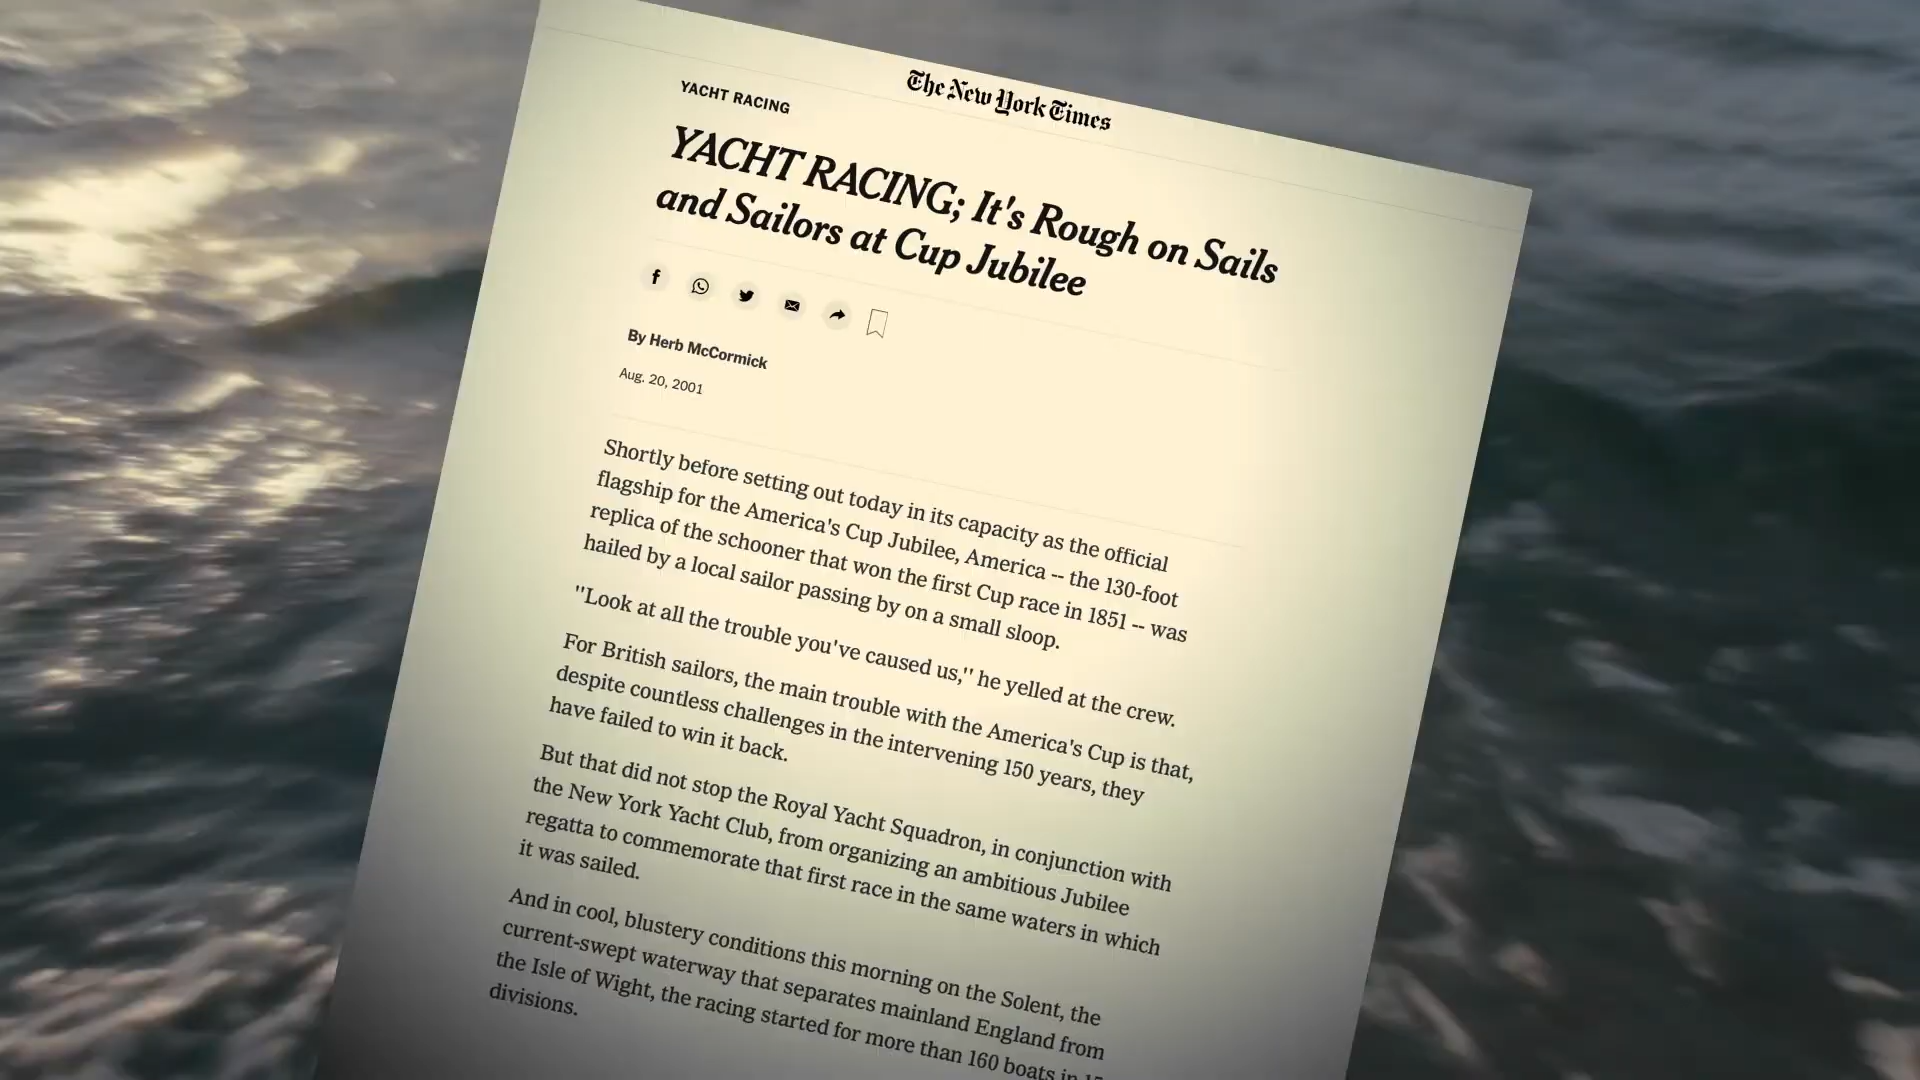 The New York Times
YACHT RACING
YACHT RACING; It's Rough on Sails
and Sailors at Cup Jubilee
By Herb McCormick
Aug. 20, 2001
Shortly before setting out today in its capacity as the official
flagship for the America's Cup Jubilee, America -- the 130-foot
replica of the schooner that won the first Cup race in 1851 -- was
hailed by a local sailor passing by on a small sloop.
''Look at all the trouble you've caused us,'' he yelled at the crew.
For British sailors, the main trouble with the America's Cup is that,
despite countless challenges in the intervening 150 years, they
have failed to win it back.
But that did not stop the Royal Yacht Squadron, in conjunction with
the New York Yacht Club, from organizing an ambitious Jubilee
regatta to commemorate that first race in the same waters in which
it was sailed.
And in cool, blustery conditions this morning on the Solent, the
current-swept waterway that separates mainland England from
the Isle of Wight, the racing started for more than 160 boats in
divisions.